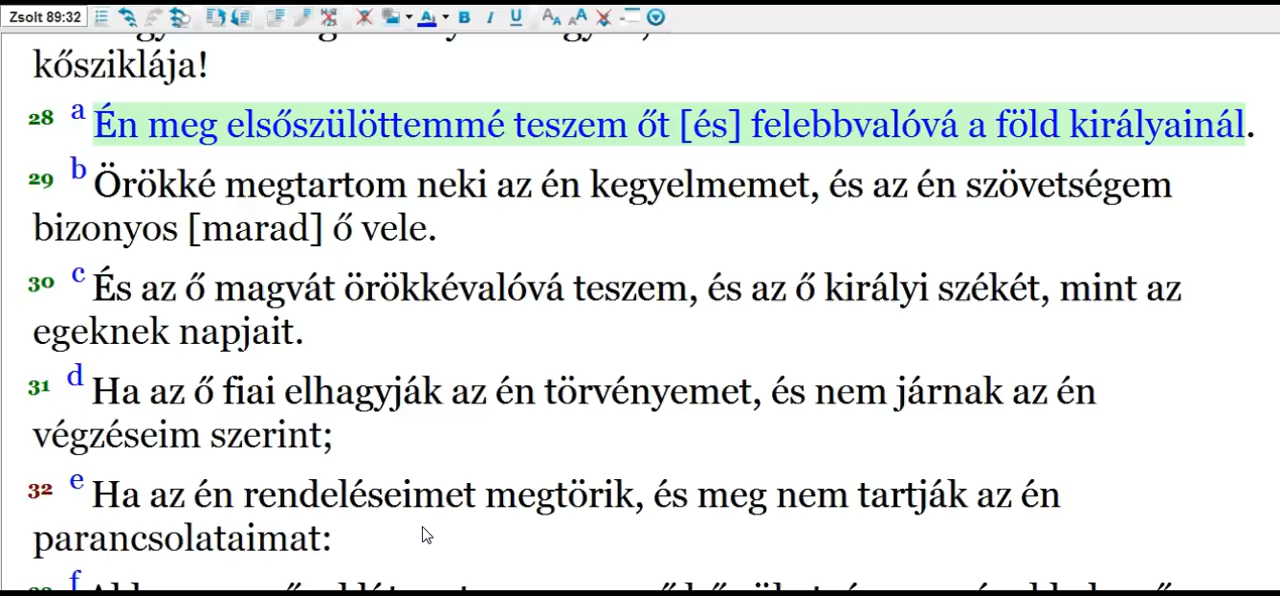 Zsolt 89:32
kősziklája!
28 a Én meg elsőszülöttemmé teszem őt [és] felebbvalóvá a föld királyainál.
29 b Örökké megtartom neki az én kegyelmemet, és az én szövetségem
bizonyos [marad] ő vele.
30 c És az ő magvát örökkévalóvá teszem, és az ő királyi székét, mint az
egeknek napjait.
31 d Ha az ő fiai elhagyják az én törvényemet, és nem járnak az én
végzéseim szerint;
32 e Ha az én rendeléseimet megtörik, és meg nem tartják az én
parancsolataimat:
f